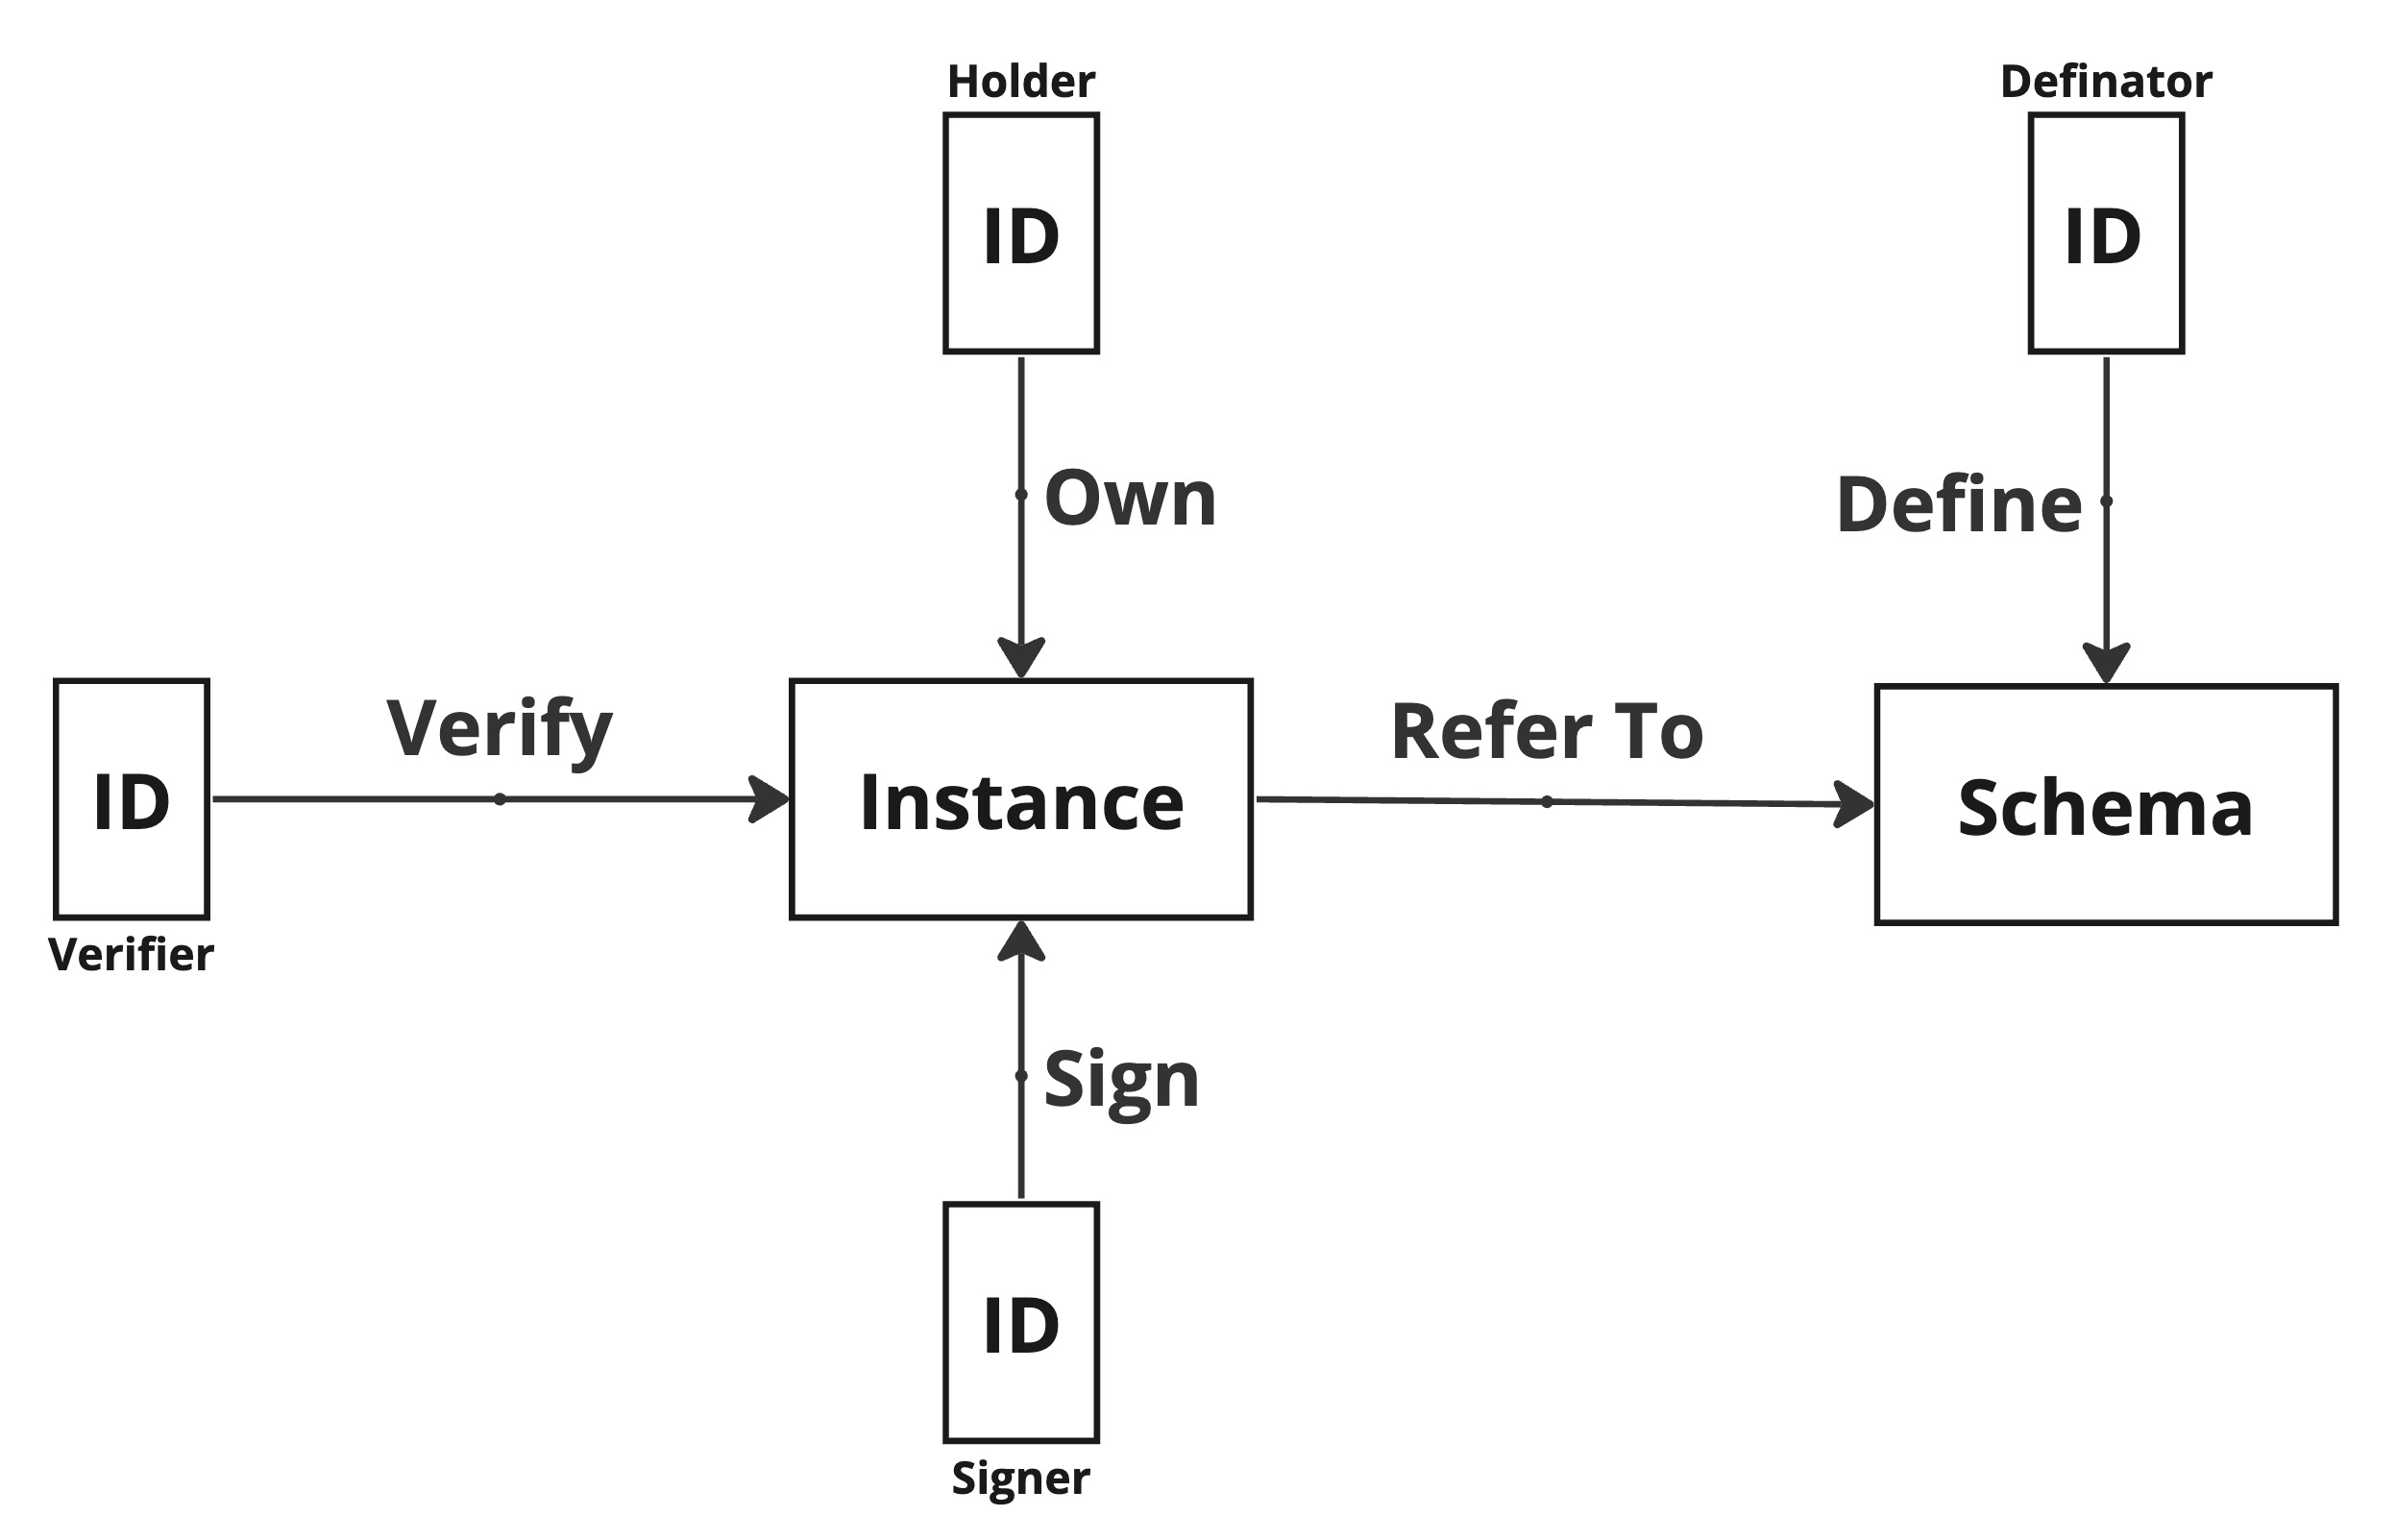 Holder
Definator
ID
ID
Own
Define
Verify
Refer To
ID
Instance
Schema
Verifier
Sign
ID
Signer